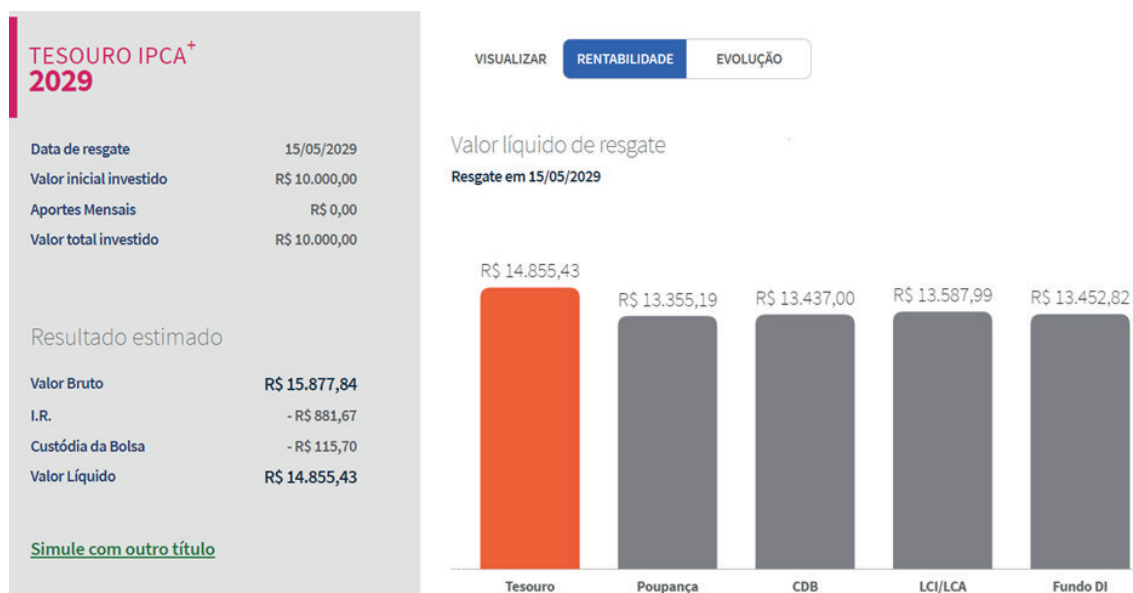 TESOURO IPCA+
2029
Data de resgate 15/05/2029
Valor inicial investido R$ 10.000,00
Aportes Mensais R$ 0,00
Valor total investido R$ 10.000,00
Resultado estimado
Valor Bruto R$ 15.877,84
I.R. - R$ 881,67
Custódia da Bolsa - R$ 115,70
Valor Líquido R$ 14.855,43
Simule com outro título
VISUALIZAR RENTABILIDADE EVOLUÇÃO
Valor líquido de resgate
Resgate em 15/05/2029
R$ 14.855,43 R$ 13.355,19 R$ 13.437,00 R$ 13.587,99 R$ 13.452,82
Tesouro Poupança CDB LCI/LCA Fundo DI